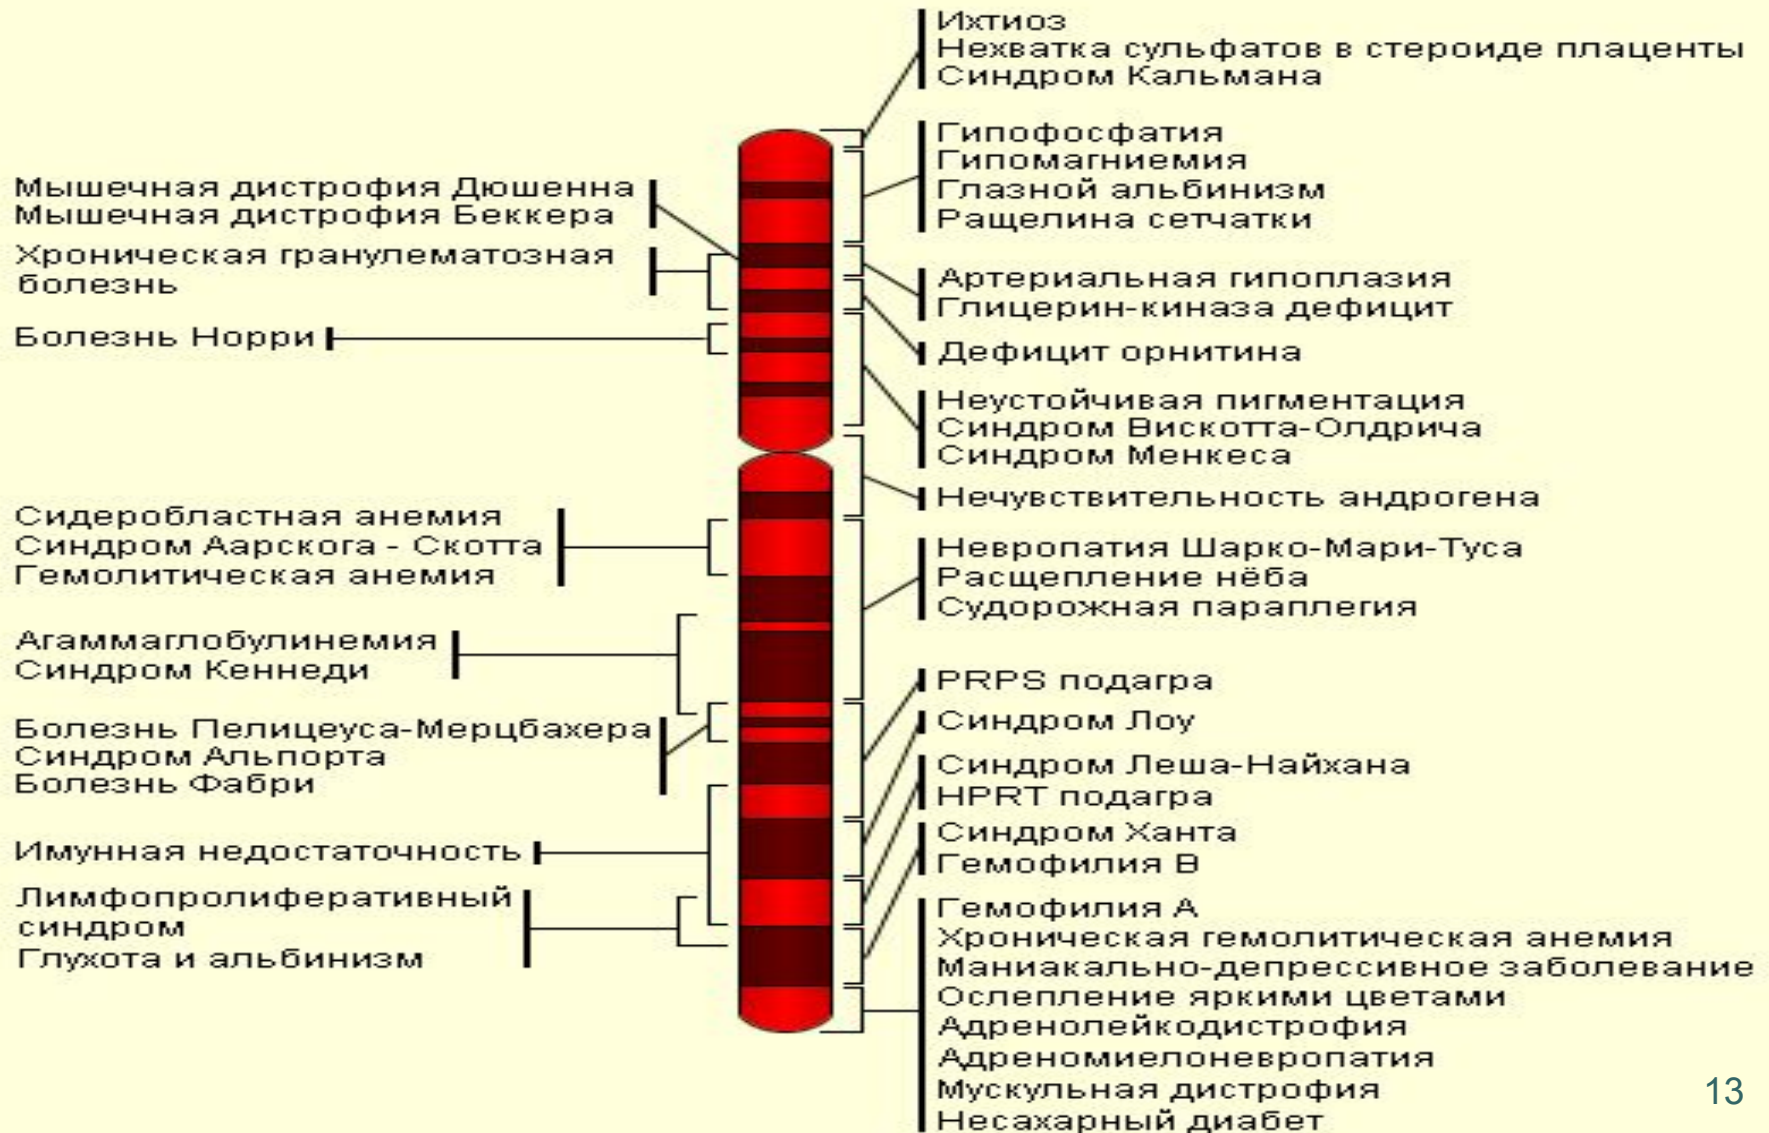 Мышечная дистрофия Дюшенна
Мышечная дистрофия Беккера
Хроническая гранулематозная
болезнь
Болезнь Норри
Сидеробластная анемия
Синдром Аарскога - Скотта
Гемолитическая анемия
Агаммаглобулинемия
Синдром Кеннеди
Болезнь Пелицеуса-Мерцбахера
Синдром Альпорта
Болезнь Фабри
Имунная недостаточность
Лимфопролиферативный
синдром
Глухота и альбинизм
Ихтиоз
Нехватка сульфатов в стероиде плаценты
Синдром Кальмана
Гипофосфатия
Гипомагниемия
Глазной альбинизм
Ращелина сетчатки
Артериальная гипоплазия
Глицерин-киназа дефицит
Дефицит орнитина
Неустойчивая пигментация
Синдром Вискотта-Олдрича
Синдром Менкеса
Нечувствительность андрогена
Невропатия Шарко-Мари-Туса
Расщепление нёба
Судорожная параплегия
PRPS подагра
Синдром Лоу
Синдром Леша-Найхана
HPRT подагра
Синдром Ханта
Гемофилия В
Гемофилия А
Хроническая гемолитическая анемия
Маниакально-депрессивное заболевание
Ослепление яркими цветами
Адренолейкодистрофия
Адреномиелоневропатия
Мускульная дистрофия
Несахарный диабет
13